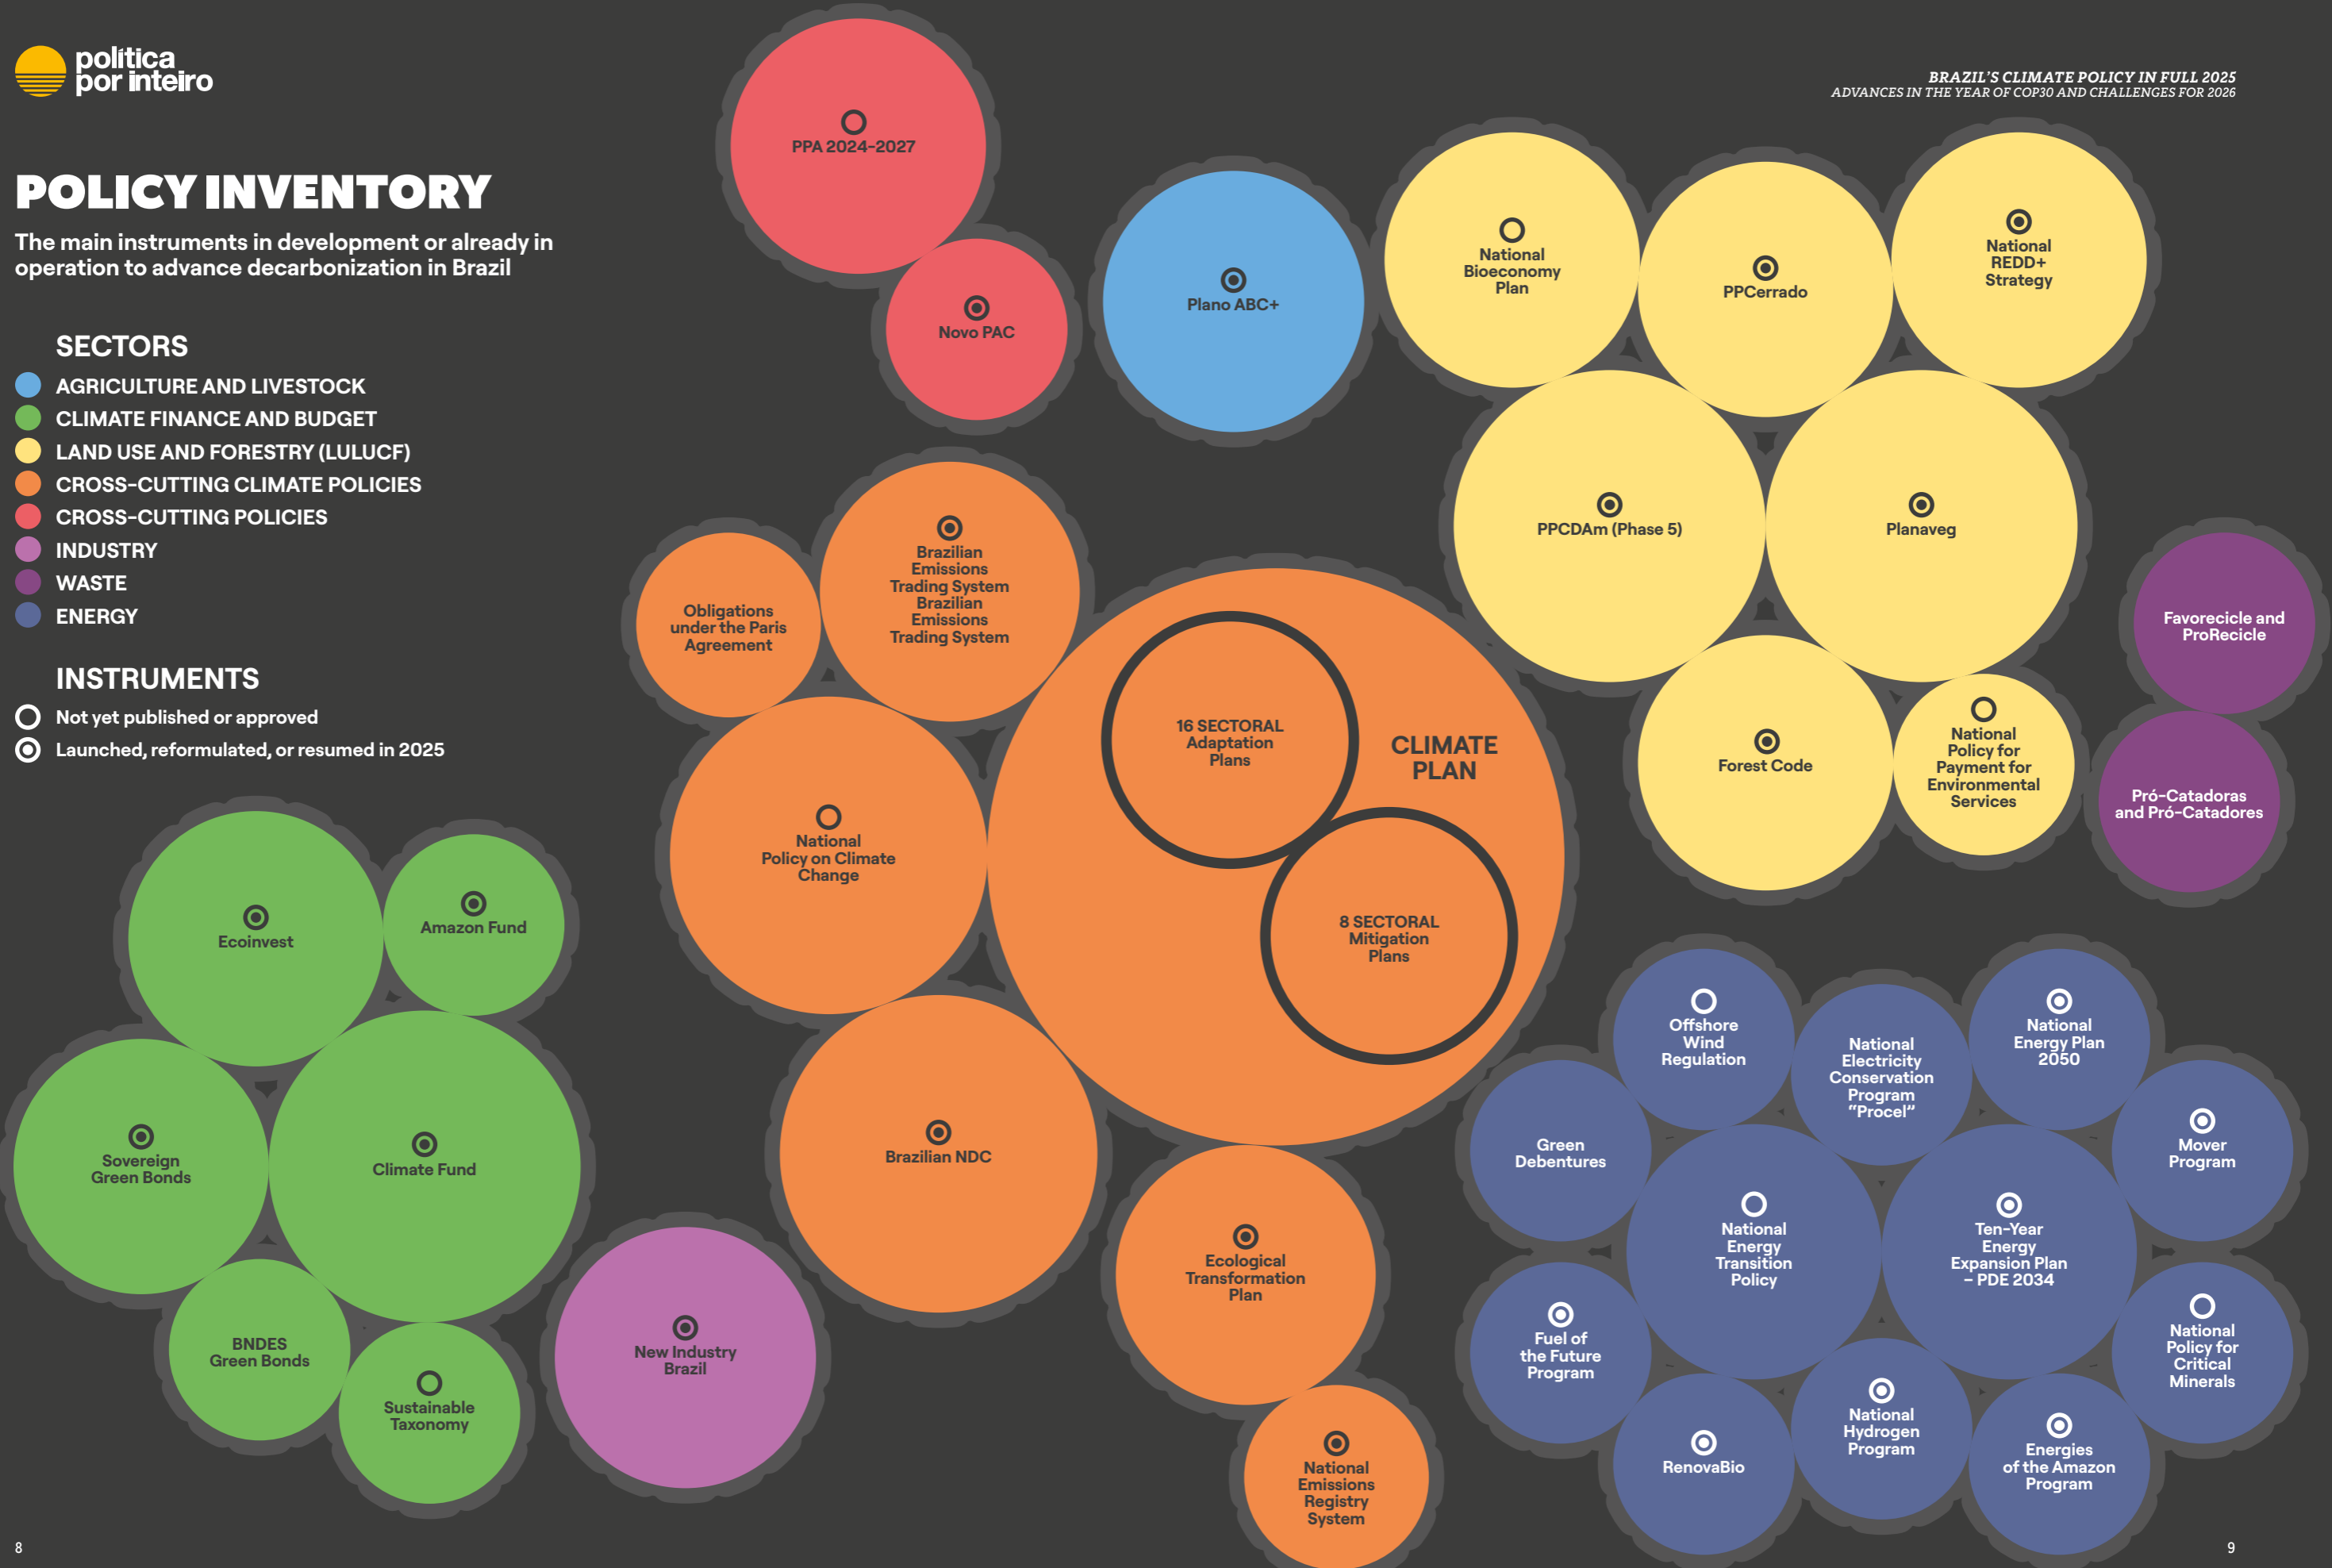 política
por inteiro
BRAZIL'S CLIMATE POLICY IN FULL 2025
ADVANCES IN THE YEAR OF COP30 AND CHALLENGES FOR 2026
POLICY INVENTORY
The main instruments in development or already in
operation to advance decarbonization in Brazil
SECTORS
AGRICULTURE AND LIVESTOCK
CLIMATE FINANCE AND BUDGET
LAND USE AND FORESTRY (LULUCF)
CROSS-CUTTING CLIMATE POLICIES
CROSS-CUTTING POLICIES
INDUSTRY
WASTE
ENERGY
INSTRUMENTS
Not yet published or approved
Launched, reformulated, or resumed in 2025
PPA 2024-2027
Novo PAC
Plano ABC+
National
Bioeconomy
Plan
PPCerrado
National
REDD+
Strategy
PPCDAm (Phase 5)
Planaveg
Forest Code
National
Policy for
Payment for
Environmental
Services
Favorecicle and
ProRecicle
Pró-Catadoras
and Pró-Catadores
Obligations
under the Paris
Agreement
Brazilian
Emissions
Trading System
Brazilian
Emissions
Trading System
National
Policy on Climate
Change
CLIMATE
PLAN
16 SECTORAL
Adaptation
Plans
8 SECTORAL
Mitigation
Plans
Brazilian NDC
Ecological
Transformation
Plan
National
Emissions
Registry
System
Ecoinvest
Amazon Fund
Sovereign
Green Bonds
Climate Fund
BNDES
Green Bonds
Sustainable
Taxonomy
New Industry
Brazil
Offshore
Wind
Regulation
National
Electricity
Conservation
Program
“Procel“
National
Energy Plan
2050
Green
Debentures
Mover
Program
National
Energy
Transition
Policy
Ten-Year
Energy
Expansion Plan
– PDE 2034
Fuel of
the Future
Program
National
Policy for
Critical
Minerals
RenovaBio
National
Hydrogen
Program
Energies
of the Amazon
Program
8
9